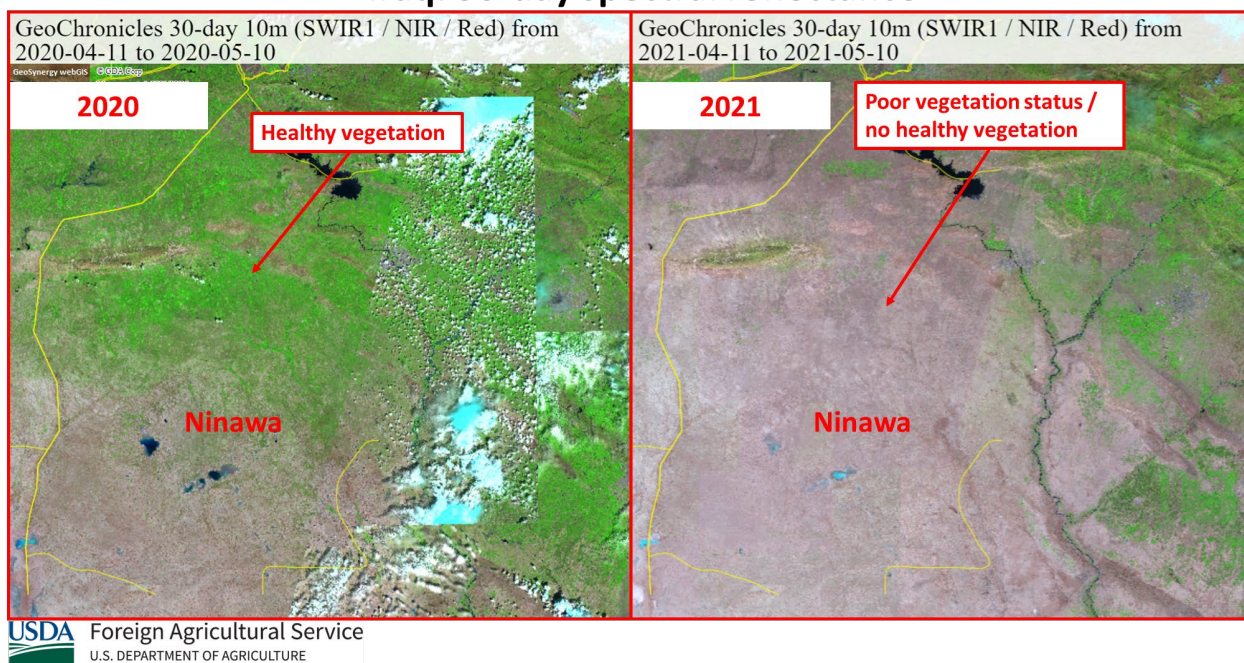 GeoChronicles 30-day 10m (SWIR1 / NIR / Red) from
2020-04-11 to 2020-05-10
GeoSynergy webGIS © GDA Corp
2020
Healthy vegetation
Ninawa
GeoChronicles 30-day 10m (SWIR1 / NIR / Red) from
2021-04-11 to 2021-05-10
2021
Poor vegetation status /
no healthy vegetation
Ninawa
USDA
Foreign Agricultural Service
U.S. DEPARTMENT OF AGRICULTURE